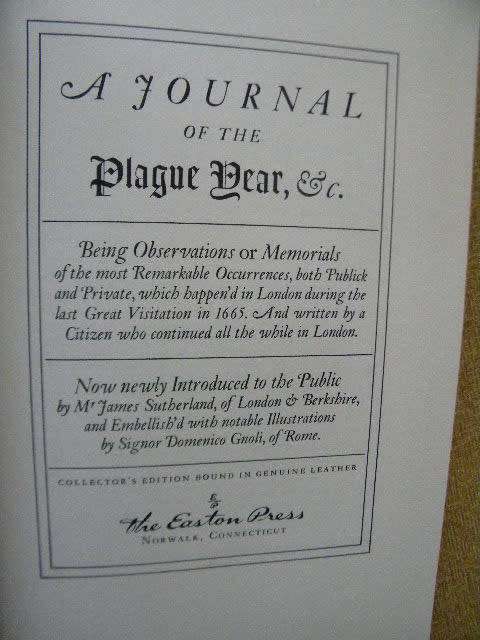 A JOURNAL
OF THE
Plague Year, &c.
Being Observations or Memorials
of the most Remarkable Occurrences, both Publick
and Private, which happen'd in London during the
last Great Visitation in 1665. And written by a
Citizen who continued all the while in London.
Now newly Introduced to the Public
by Mr James Sutherland, of London & Berkshire,
and Embellish'd with notable Illustrations
by Signor Domenico Gnoli, of Rome.
COLLECTOR'S EDITION BOUND IN GENUINE LEATHER
E
P
the Easton Press
NORWALK, CONNECTICUT